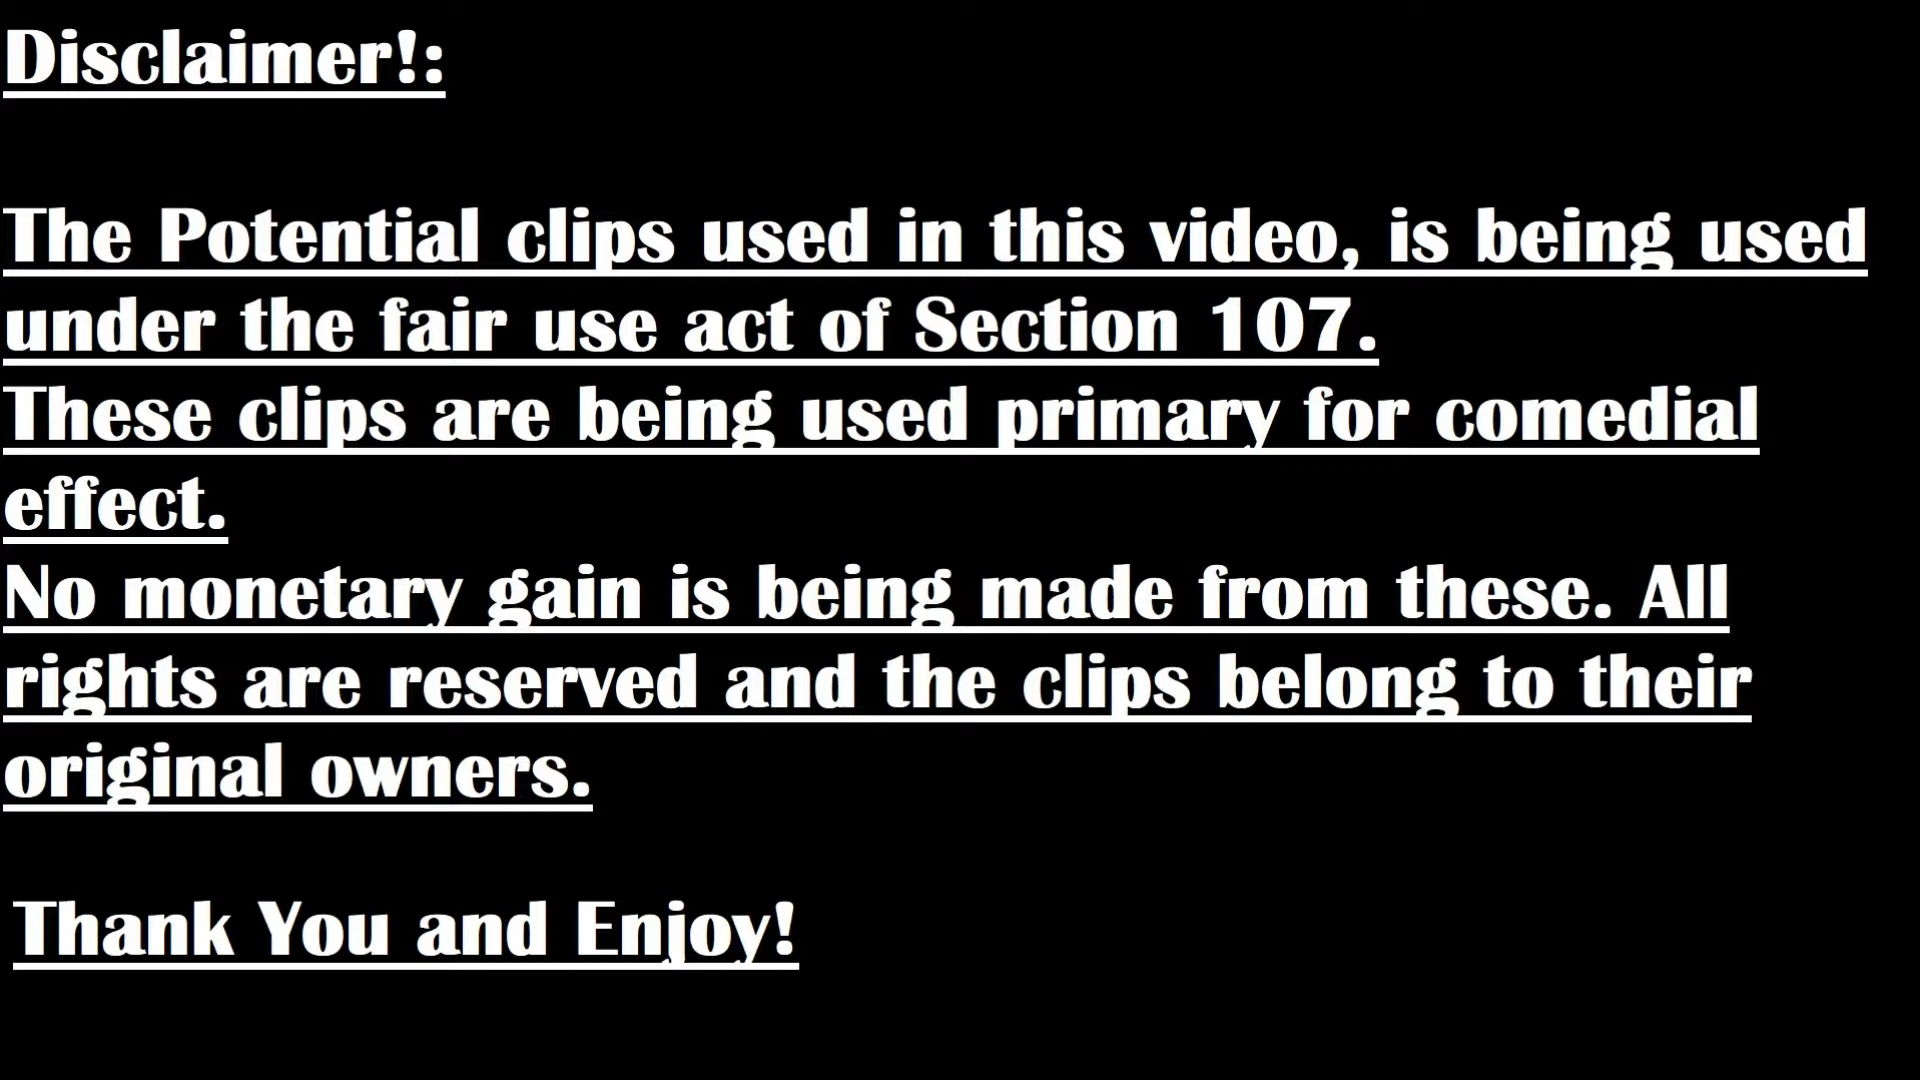 Disclaimer!:
The Potential clips used in this video, is being used
under the fair use act of Section 107.
These clips are being used primary for comedial
effect.
No monetary gain is being made from these. All
rights are reserved and the clips belong to their
original owners.
Thank You and Enjoy!